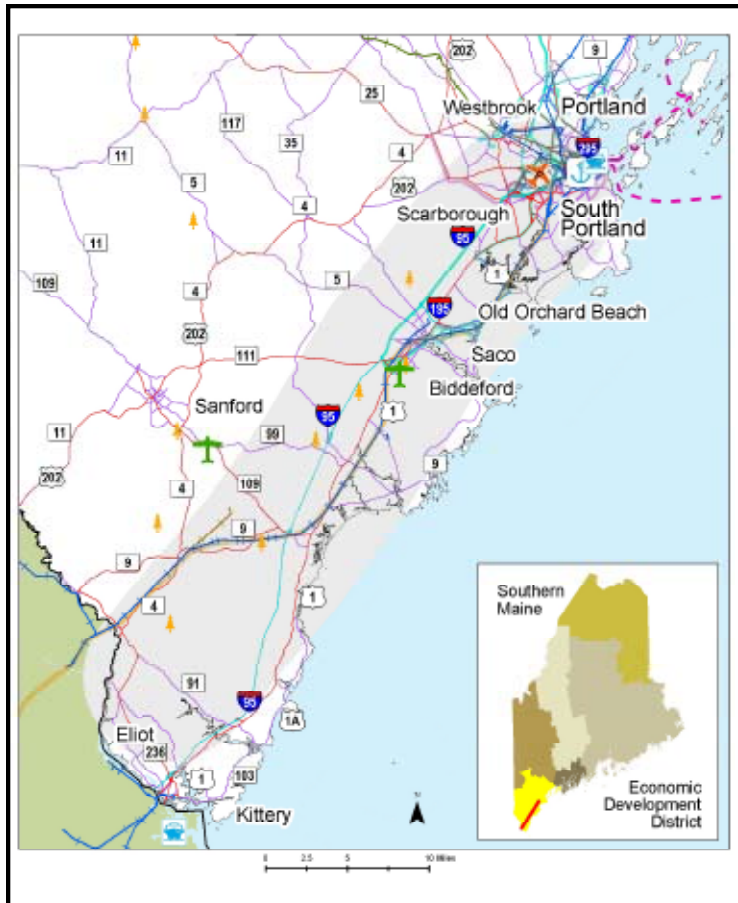 202
9
202
25
Westbrook
Portland
117
35
4
295
11
5
202
4
Scarborough
South
Portland
95
11
1
109
4
5
195
Old Orchard Beach
202
Saco
111
Biddeford
Sanford
1
95
11
99
9
202
4
109
9
9
1
4
Southern
Maine
91
95
1A
Eliot
236
1
103
Economic
Development
District
Kittery
0 2.5 5 10 Miles